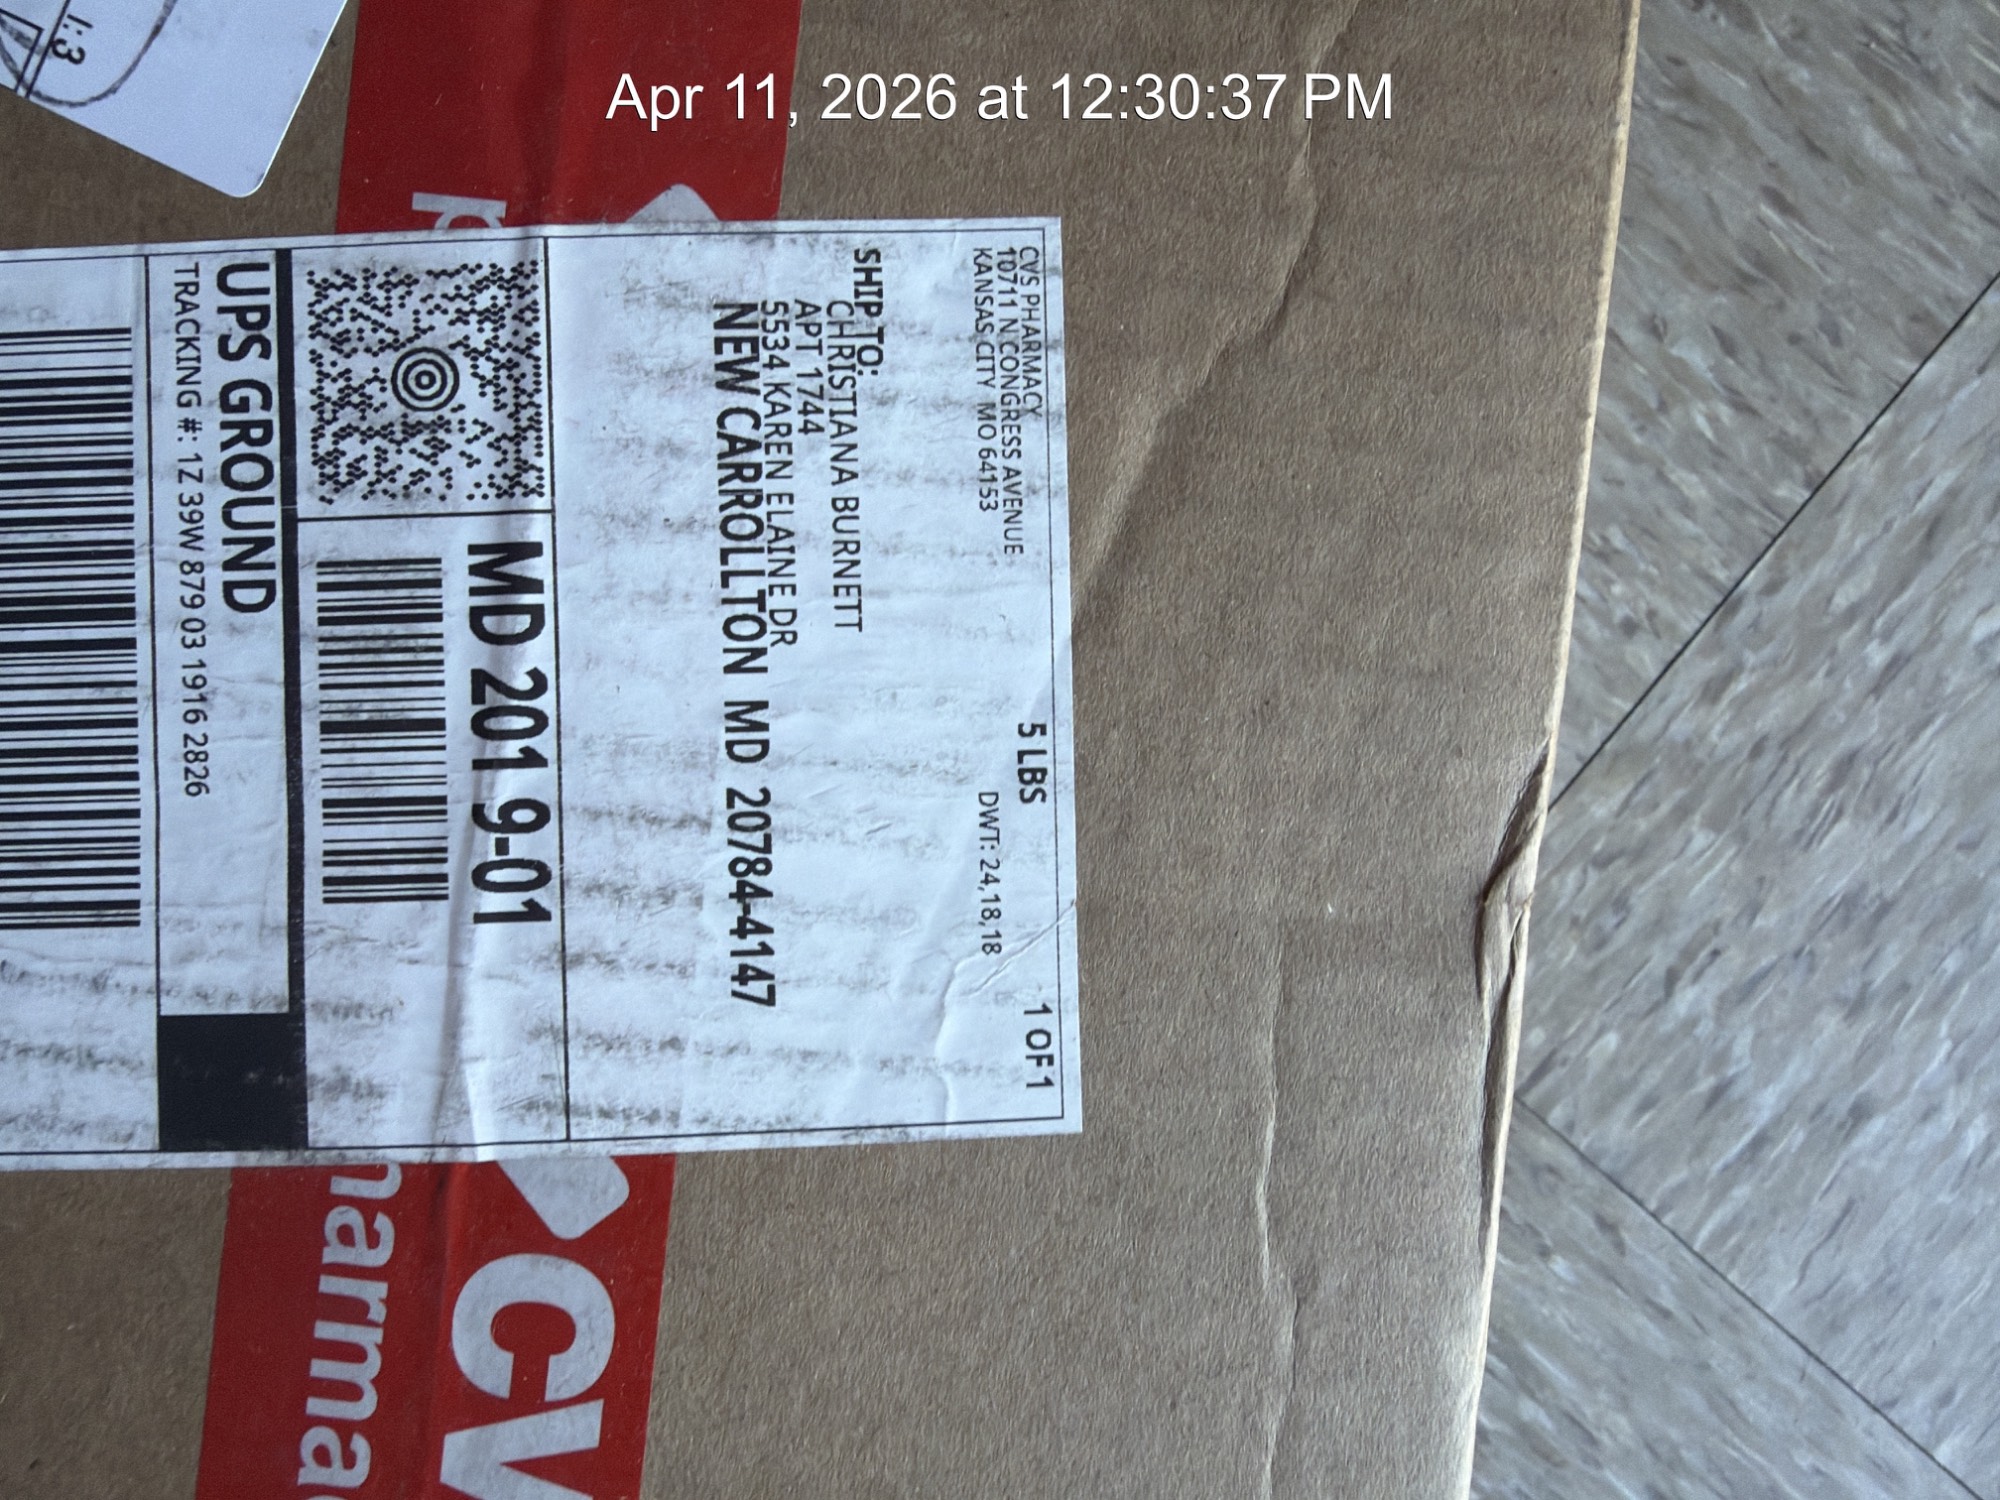 Apr 11, 2026 at 12:30:37 PM
CVS PHARMACY
10711 N CONGRESS AVENUE
KANSAS CITY MO 64153
5 LBS
1 OF 1
DWT: 24,18,18
SHIP TO:
CHRISTIANA BURNETT
APT 1744
5534 KAREN ELAINE DR
NEW CARROLLTON MD 20784-4147
MD 201 9-01
UPS GROUND
TRACKING #: 1Z 39W 879 03 1916 2826